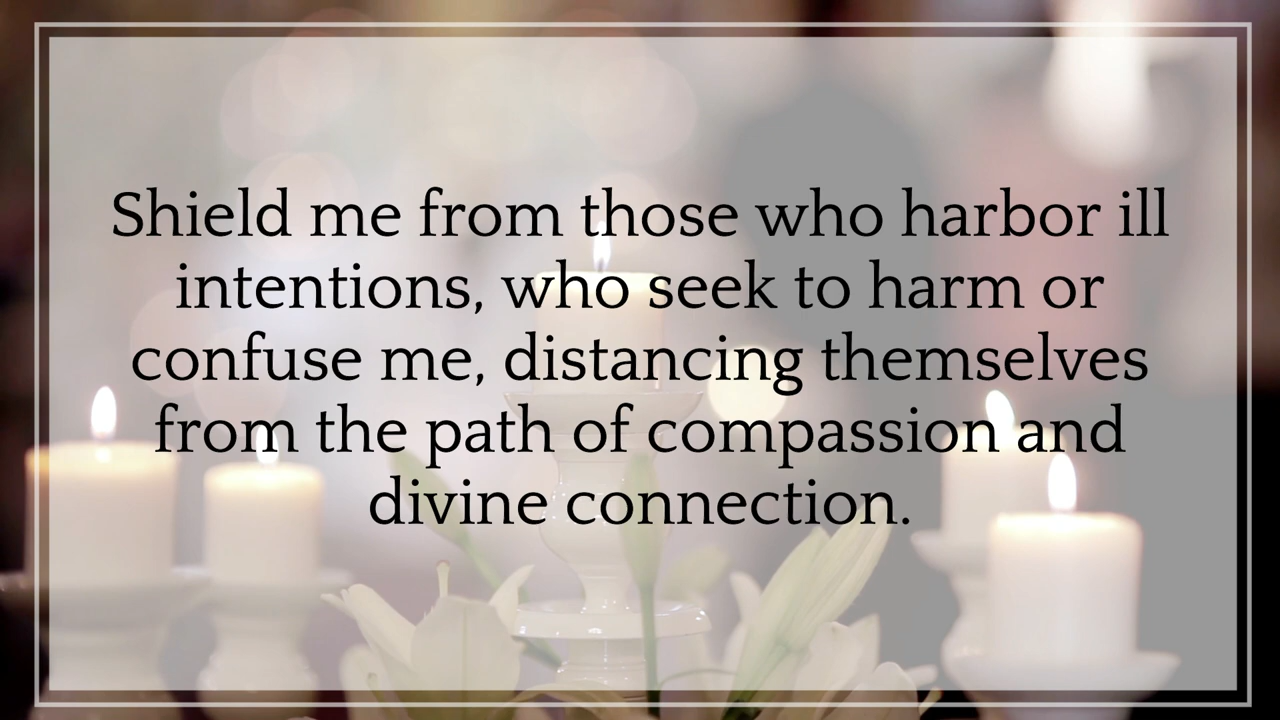 Shield me from those who harbor ill
intentions, who seek to harm or
confuse me, distancing themselves
from the path of compassion and
divine connection.